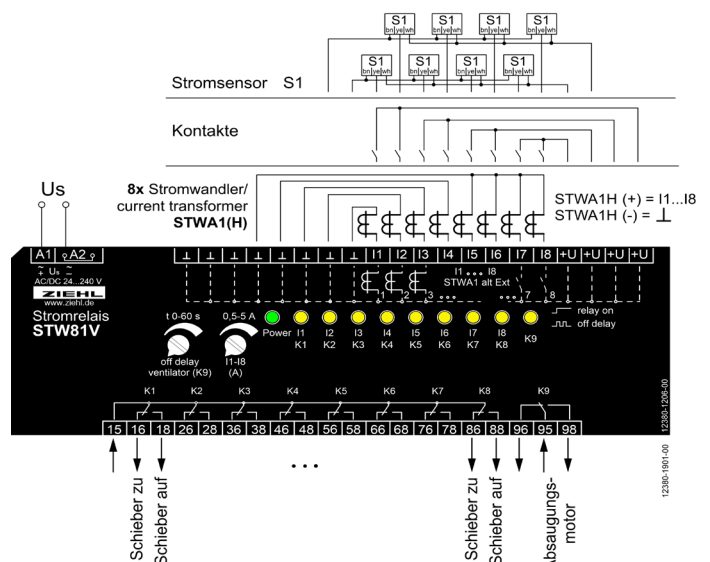 S1 S1 S1 S1
bn ye wh bn ye wh bn ye wh bn ye wh
S1 S1 S1 S1
bn ye wh bn ye wh bn ye wh bn ye wh
Stromsensor S1
Kontakte
Us
8x Stromwandler/
current transformer
STWA1(H)
STWA1H (+) = I1...I8
STWA1H (-) = ⊥
A1 A2 ⊥ ⊥ ⊥ ⊥ ⊥ ⊥ ⊥ ⊥ I1 I2 I3 I4 I5 I6 I7 I8 +U +U +U +U
+ Us -
~ ~
AC/DC 24...240 V
ZIEHL
www.ziehl.de
Stromrelais
STW81V
I1 •••• I8
STWA1 alt Ext
1 2 3 •••• 7 8
t 0-60 s
off delay
ventilator (K9)
0,5-5 A
I1-I8
(A)
Power I1 I2 I3 I4 I5 I6 I7 I8
K1 K2 K3 K4 K5 K6 K7 K8 K9
relay on
off delay
K1 K2 K3 K4 K5 K6 K7 K8 K9
15 16 18 26 28 36 38 46 48 56 58 66 68 76 78 86 88 96 95 98
12380-1206-00
12380-1901-00
Schieber zu
Schieber auf
•••
Schieber zu
Schieber auf
Absaugungs-
motor